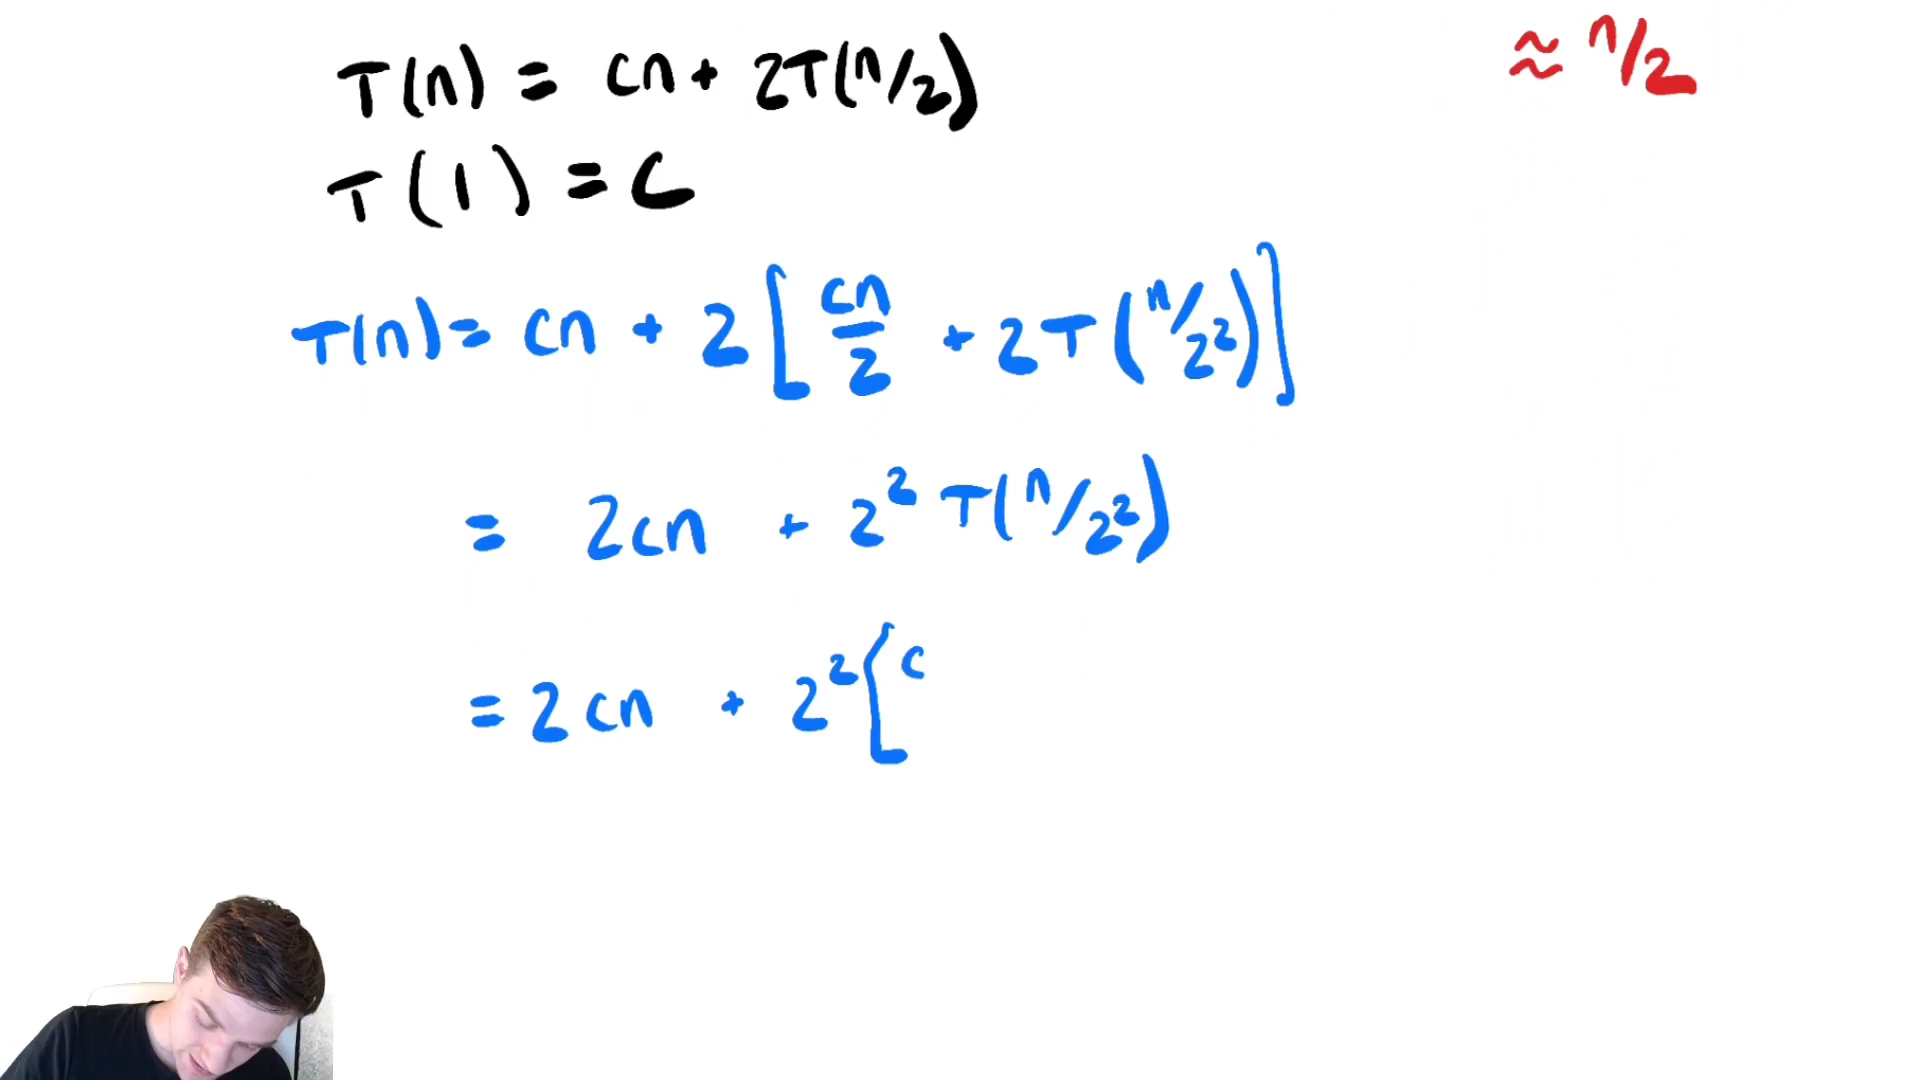 T(n) = cn + 2T(n/2)
≈ n/2
T(1) = C
T(n) = cn + 2[cn/2 + 2T(n/2²)]
= 2cn + 2² T(n/2²)
= 2cn + 2² [c